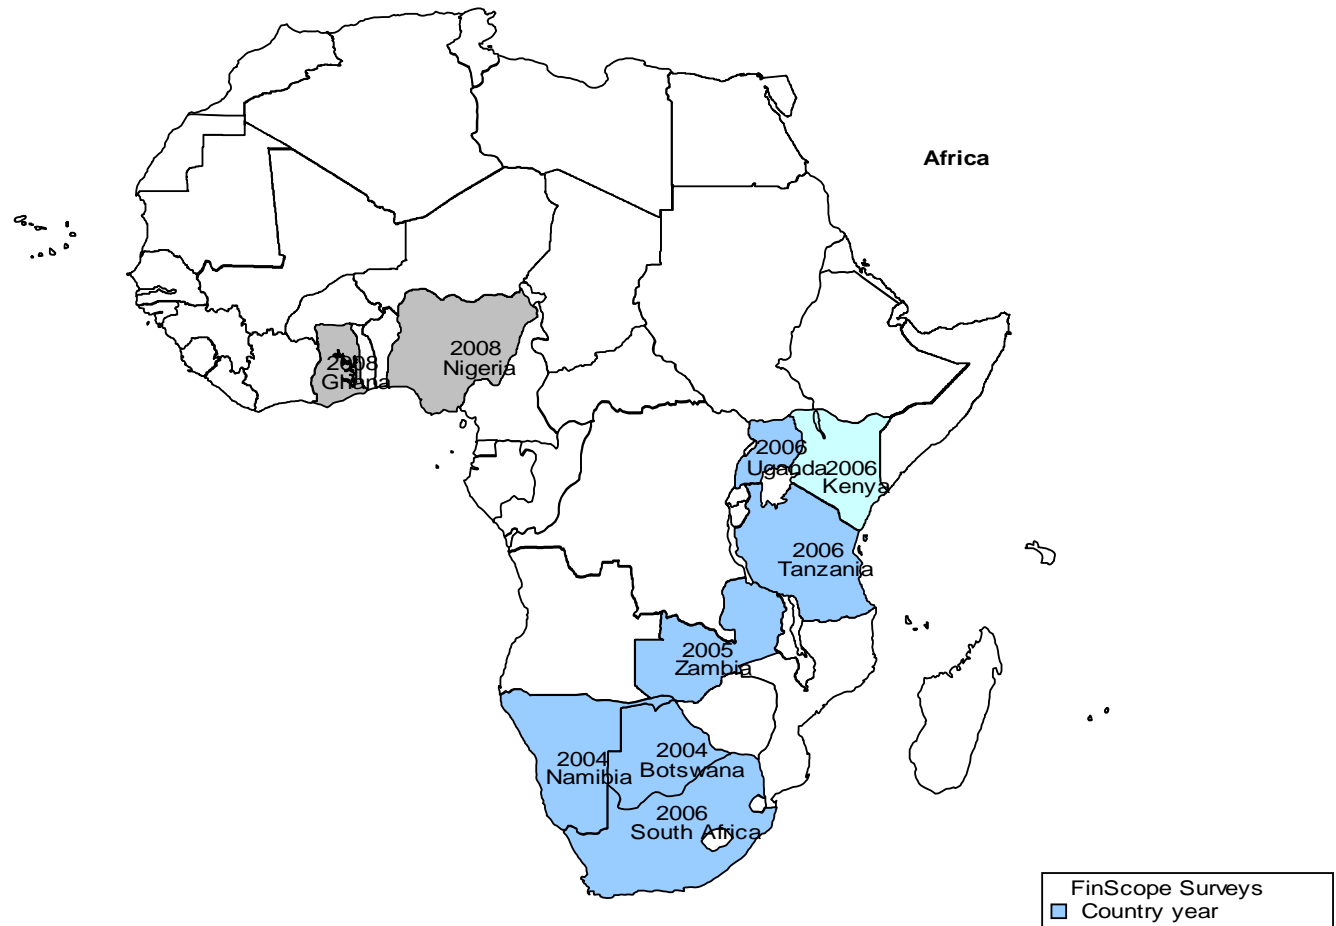 Africa
2008
Nigeria
2008
Ghana
2006
Uganda
2006
Kenya
2006
Tanzania
2005
Zambia
2004
Namibia
2004
Botswana
2006
South Africa
FinScope Surveys
Country year